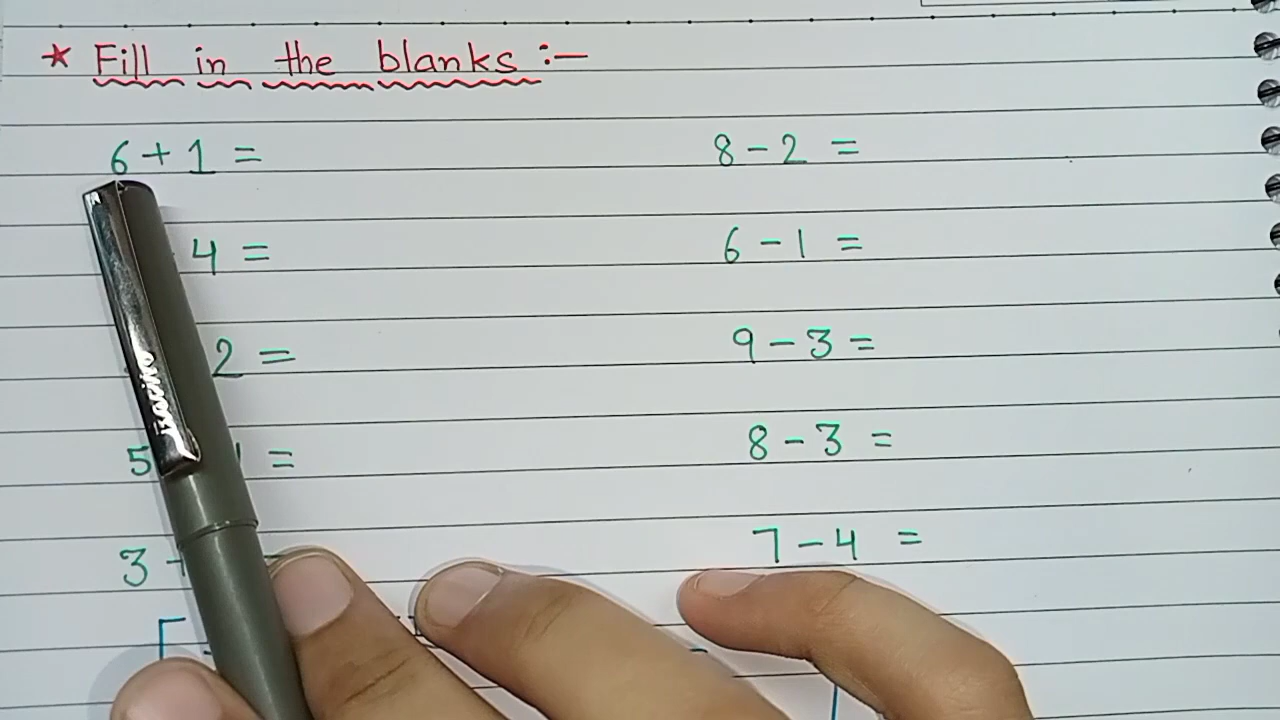 * Fill in the blanks :-
6 + 1 =
8 - 2 =
4 =
6 - 1 =
2 =
9 - 3 =
5 =
8 - 3 =
3 +
7 - 4 =